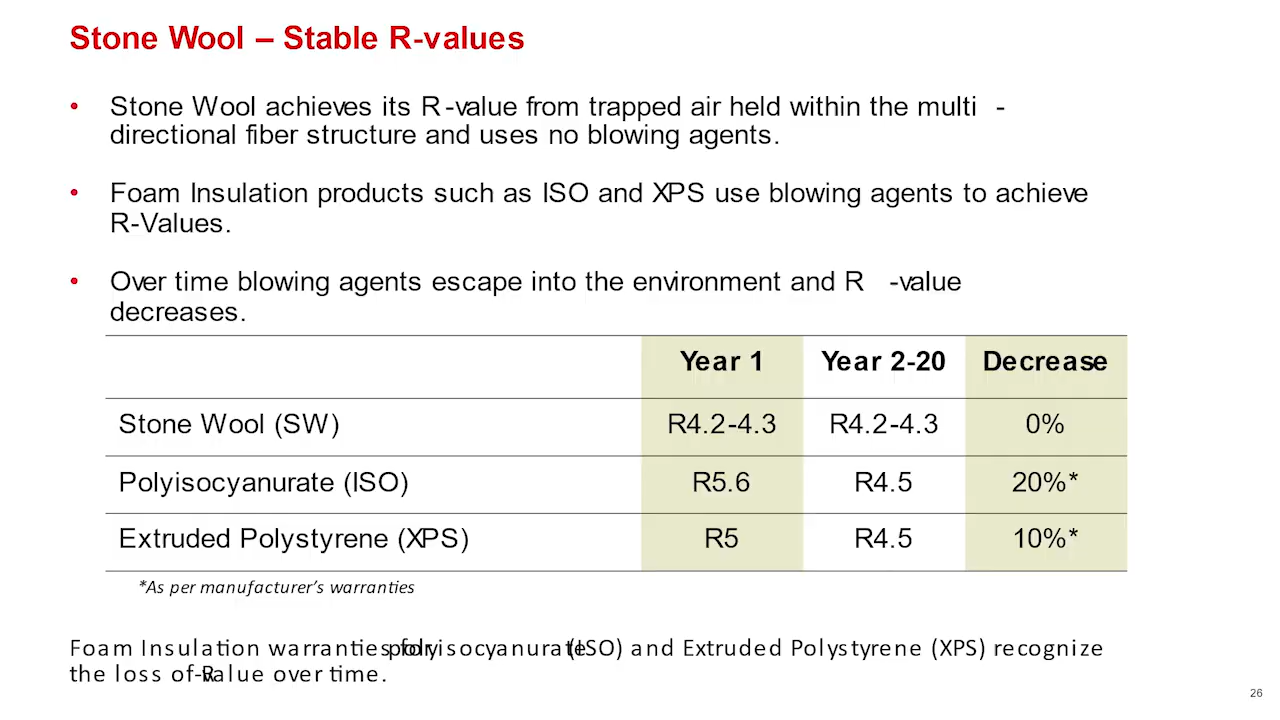 Stone Wool – Stable R-values
• Stone Wool achieves its R-value from trapped air held within the multi -
directional fiber structure and uses no blowing agents.
• Foam Insulation products such as ISO and XPS use blowing agents to achieve
R-Values.
• Over time blowing agents escape into the environment and R -value
decreases.
Year 1 Year 2-20 Decrease
Stone Wool (SW) R4.2-4.3 R4.2-4.3 0%
Polyisocyanurate (ISO) R5.6 R4.5 20%*
Extruded Polystyrene (XPS) R5 R4.5 10%*
*As per manufacturer’s warranties
Foam Insulation warranties for polyisocyanurate (ISO) and Extruded Polystyrene (XPS) recognize
the loss of R-value over time.
26